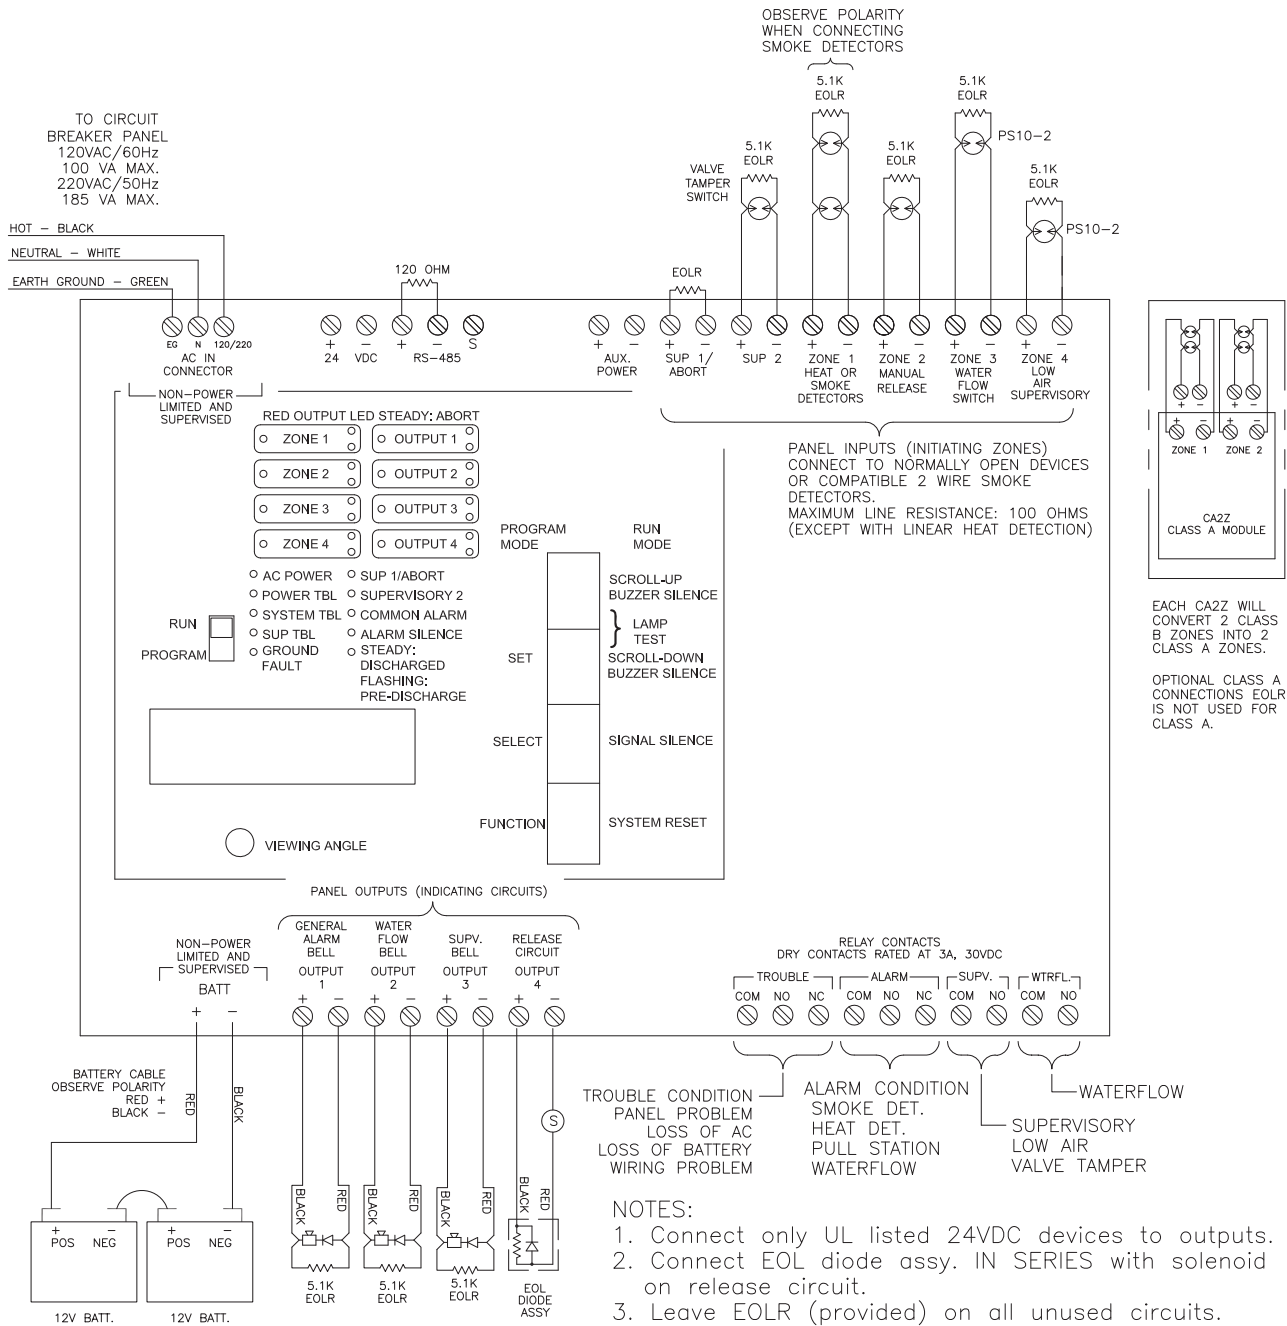 OBSERVE POLARITY
WHEN CONNECTING
SMOKE DETECTORS
5.1K
EOLR
5.1K
EOLR
PS10-2
TO CIRCUIT
BREAKER PANEL
120VAC/60Hz
100 VA MAX.
220VAC/50Hz
185 VA MAX.
VALVE
TAMPER
SWITCH
5.1K
EOLR
5.1K
EOLR
5.1K
EOLR
PS10-2
HOT - BLACK
NEUTRAL - WHITE
EARTH GROUND - GREEN
120 OHM
EOLR
EG N 120/220
AC IN
CONNECTOR
NON-POWER
LIMITED AND
SUPERVISED
+ - + - S
24 VDC RS-485
+ -
AUX.
POWER
+ -
SUP 1/
ABORT
+ -
SUP 2
+ -
ZONE 1
HEAT OR
SMOKE
DETECTORS
+ -
ZONE 2
MANUAL
RELEASE
+ -
ZONE 3
WATER
FLOW
SWITCH
+ -
ZONE 4
LOW
AIR
SUPERVISORY
PANEL INPUTS (INITIATING ZONES)
CONNECT TO NORMALLY OPEN DEVICES
OR COMPATIBLE 2 WIRE SMOKE
DETECTORS.
MAXIMUM LINE RESISTANCE: 100 OHMS
(EXCEPT WITH LINEAR HEAT DETECTION)
+ - + -
+ - + -
ZONE 1 ZONE 2
CA2Z
CLASS A MODULE
EACH CA2Z WILL
CONVERT 2 CLASS
B ZONES INTO 2
CLASS A ZONES.
OPTIONAL CLASS A
CONNECTIONS EOLR
IS NOT USED FOR
CLASS A.
RED OUTPUT LED STEADY: ABORT
ZONE 1 OUTPUT 1
ZONE 2 OUTPUT 2
ZONE 3 OUTPUT 3
ZONE 4 OUTPUT 4
AC POWER SUP 1/ABORT
POWER TBL SUPERVISORY 2
SYSTEM TBL COMMON ALARM
SUP TBL ALARM SILENCE
GROUND
FAULT
STEADY:
DISCHARGED
FLASHING:
PRE-DISCHARGE
RUN
PROGRAM
PROGRAM
MODE
RUN
MODE
SCROLL-UP
BUZZER SILENCE
LAMP
TEST
SET
SCROLL-DOWN
BUZZER SILENCE
SELECT
SIGNAL SILENCE
FUNCTION
SYSTEM RESET
VIEWING ANGLE
PANEL OUTPUTS (INDICATING CIRCUITS)
NON-POWER
LIMITED AND
SUPERVISED
BATT
+ -
GENERAL
ALARM
BELL
OUTPUT
1
+ -
WATER
FLOW
BELL
OUTPUT
2
+ -
SUPV.
BELL
OUTPUT
3
+ -
RELEASE
CIRCUIT
OUTPUT
4
+ -
RELAY CONTACTS
DRY CONTACTS RATED AT 3A, 30VDC
TROUBLE ALARM SUPV. WTRFL.
COM NO NC COM NO NC COM NO COM NO
BATTERY CABLE
OBSERVE POLARITY
RED +
BLACK -
RED
BLACK
TROUBLE CONDITION
PANEL PROBLEM
LOSS OF AC
LOSS OF BATTERY
WIRING PROBLEM
ALARM CONDITION
SMOKE DET.
HEAT DET.
PULL STATION
WATERFLOW
SUPERVISORY
LOW AIR
VALVE TAMPER
WATERFLOW
S
BLACK RED BLACK RED BLACK RED BLACK RED
+ - + -
POS NEG POS NEG
12V BATT. 12V BATT.
5.1K
EOLR
5.1K
EOLR
5.1K
EOLR
EOL
DIODE
ASSY
NOTES:
1. Connect only UL listed 24VDC devices to outputs.
2. Connect EOL diode assy. IN SERIES with solenoid
on release circuit.
3. Leave EOLR (provided) on all unused circuits.